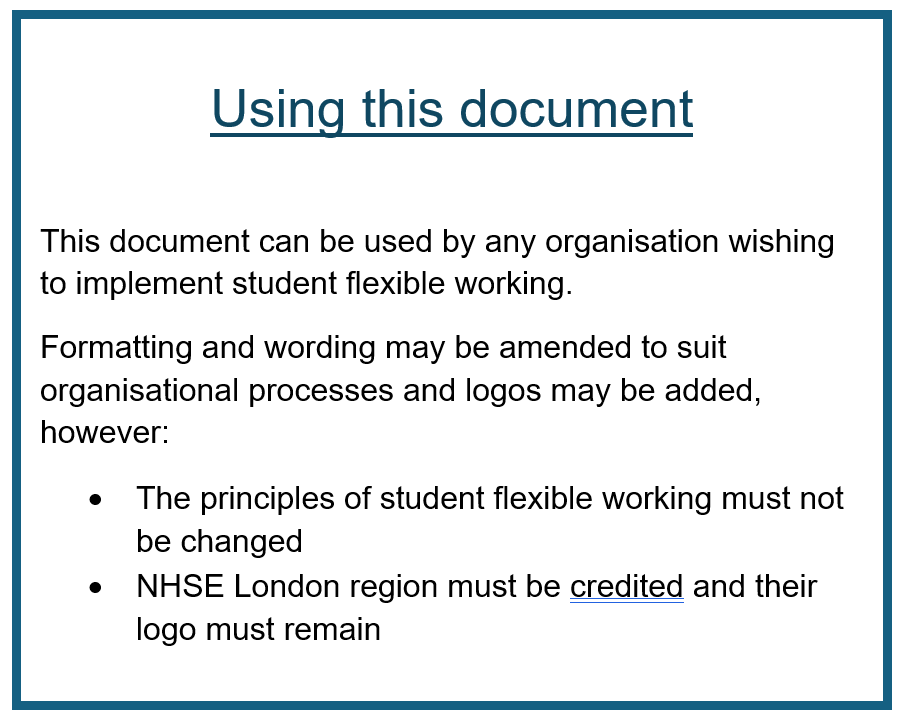 Using this document
This document can be used by any organisation wishing
to implement student flexible working.
Formatting and wording may be amended to suit
organisational processes and logos may be added,
however:
• The principles of student flexible working must not
be changed
• NHSE London region must be credited and their
logo must remain